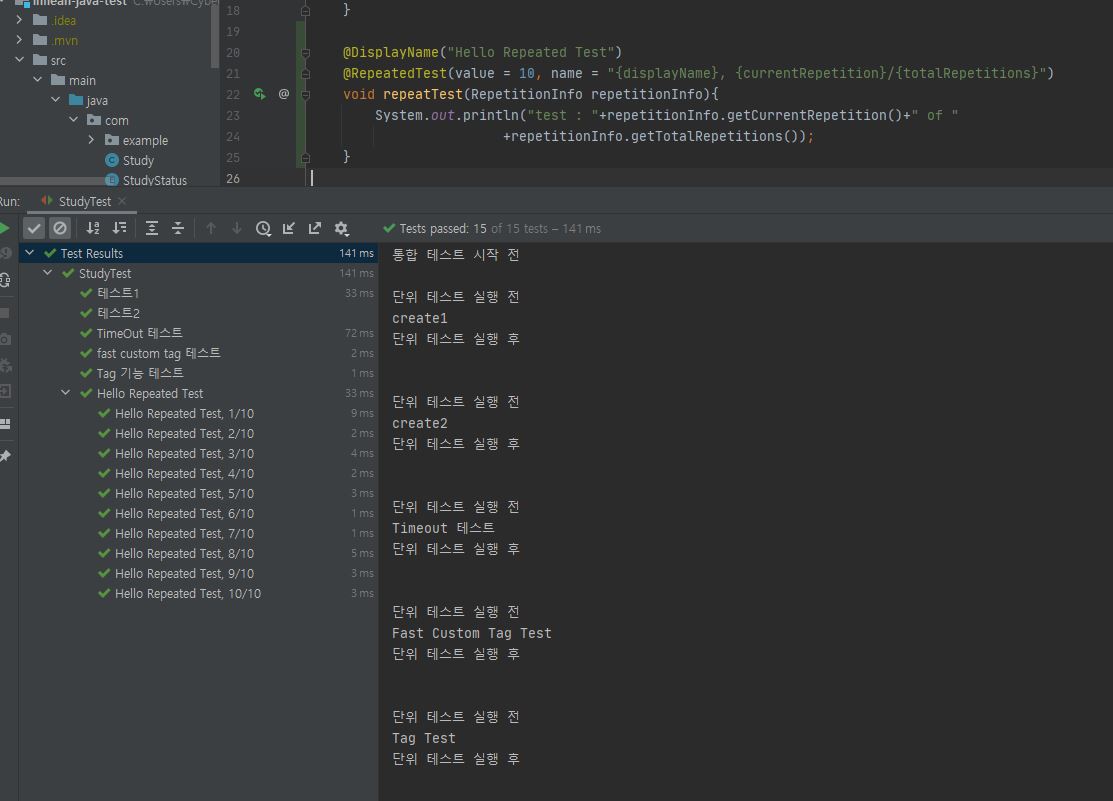 inflean-java-test
.idea
.mvn
src
main
java
com
example
Study
StudyStatus
18 }
19
20 @DisplayName("Hello Repeated Test")
21 @RepeatedTest(value = 10, name = "{displayName}, {currentRepetition}/{totalRepetitions}")
22 @ void repeatTest(RepetitionInfo repetitionInfo){
23 System.out.println("test : "+repetitionInfo.getCurrentRepetition()+" of "
24 +repetitionInfo.getTotalRepetitions());
25 }
26
Run: StudyTest
Tests passed: 15 of 15 tests – 141 ms
Test Results 141 ms
StudyTest 141 ms
테스트1 33 ms
테스트2
TimeOut 테스트 72 ms
fast custom tag 테스트 2 ms
Tag 기능 테스트 1 ms
Hello Repeated Test 33 ms
Hello Repeated Test, 1/10 9 ms
Hello Repeated Test, 2/10 2 ms
Hello Repeated Test, 3/10 4 ms
Hello Repeated Test, 4/10 2 ms
Hello Repeated Test, 5/10 3 ms
Hello Repeated Test, 6/10 1 ms
Hello Repeated Test, 7/10 1 ms
Hello Repeated Test, 8/10 5 ms
Hello Repeated Test, 9/10 3 ms
Hello Repeated Test, 10/10 3 ms
통합 테스트 시작 전
단위 테스트 실행 전
create1
단위 테스트 실행 후
단위 테스트 실행 전
create2
단위 테스트 실행 후
단위 테스트 실행 전
Timeout 테스트
단위 테스트 실행 후
단위 테스트 실행 전
Fast Custom Tag Test
단위 테스트 실행 후
단위 테스트 실행 전
Tag Test
단위 테스트 실행 후